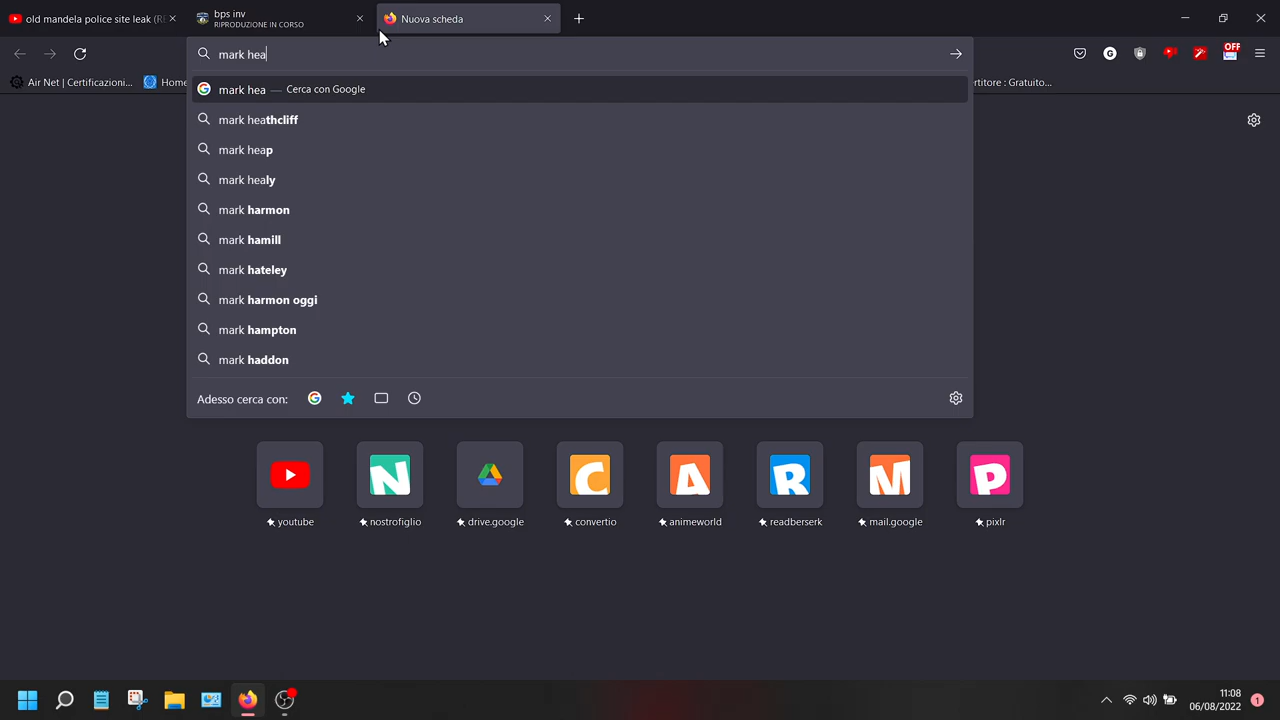 old mandela police site leak (RE
bps inv
RIPRODUZIONE IN CORSO
Nuova scheda
mark hea
OFF
Air Net | Certificazioni...
Home
ertitore : Gratuito...
mark hea — Cerca con Google
mark heathcliff
mark heap
mark healy
mark harmon
mark hamill
mark hateley
mark harmon oggi
mark hampton
mark haddon
Adesso cerca con:
youtube
nostrofiglio
drive.google
convertio
animeworld
readberserk
mail.google
pixlr
11:08
06/08/2022
1